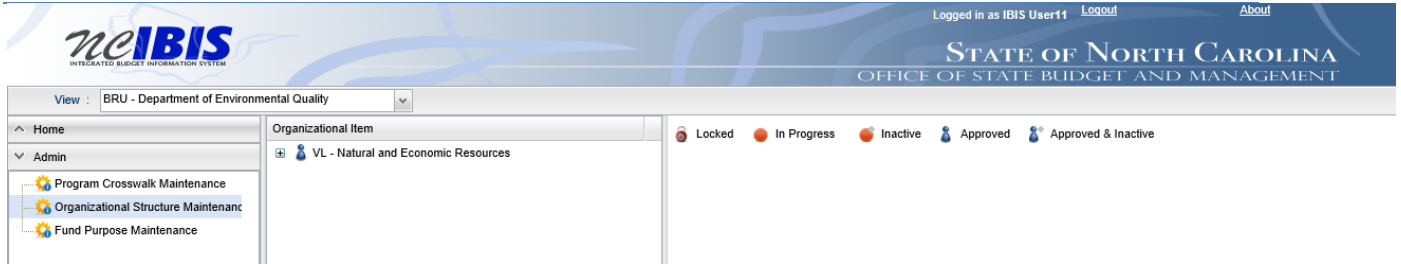 Logged in as IBIS User11 Logout About
ncIBIS
INTEGRATED BUDGET INFORMATION SYSTEM
STATE OF NORTH CAROLINA
OFFICE OF STATE BUDGET AND MANAGEMENT
View : BRU - Department of Environmental Quality
Home
Organizational Item
Locked In Progress Inactive Approved Approved & Inactive
Admin
VL - Natural and Economic Resources
Program Crosswalk Maintenance
Organizational Structure Maintenanc
Fund Purpose Maintenance